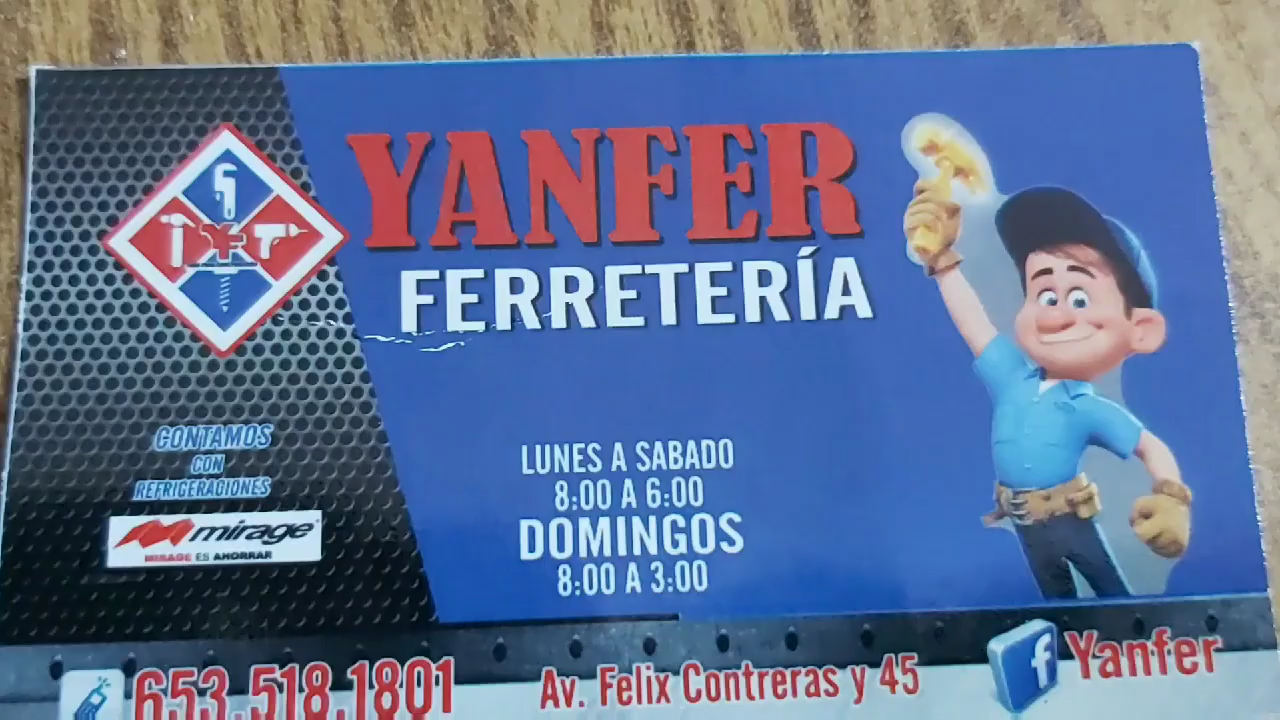 YANFER
FERRETERÍA
CONTAMOS
CON
REFRIGERACIONES
mirage®
MIRAGE ES AHORRAR
LUNES A SABADO
8:00 A 6:00
DOMINGOS
8:00 A 3:00
653.518.1801
Av. Felix Contreras y 45
f Yanfer